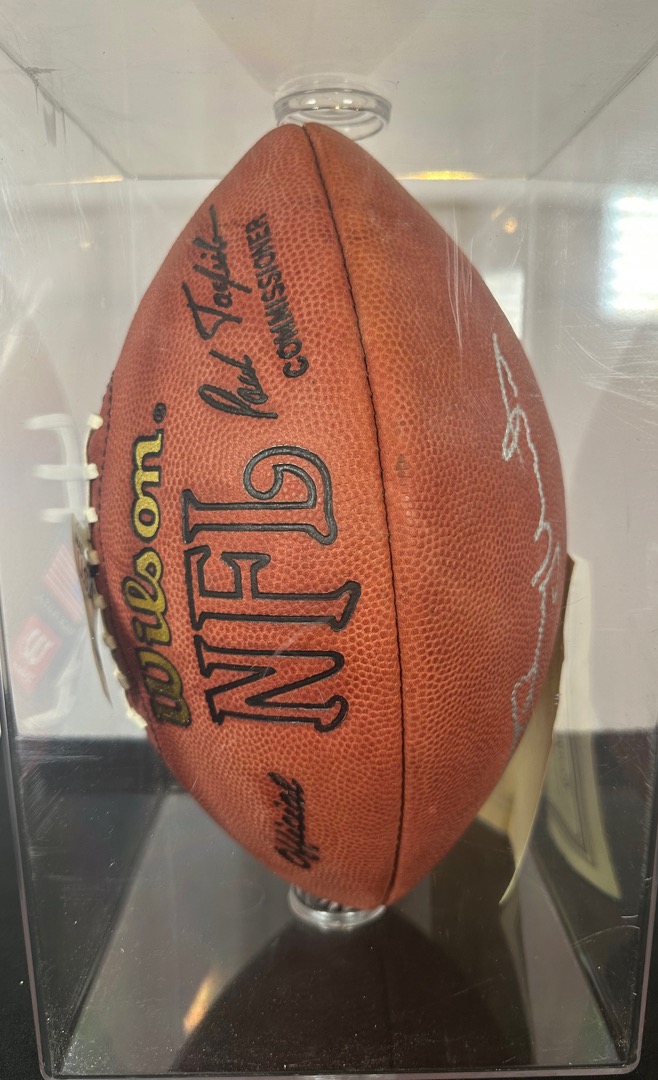 Wilson®
Official
NFL
Paul Tagliabue
COMMISSIONER